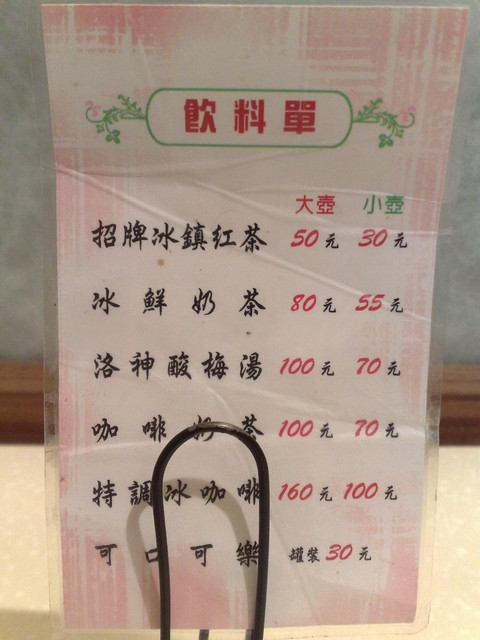 飲料單
大壺 小壺
招牌冰鎮紅茶 50元 30元
冰鮮奶茶 80元 55元
洛神酸梅湯 100元 70元
咖啡奶茶 100元 70元
特調冰咖啡 160元 100元
可口可樂 罐裝30元